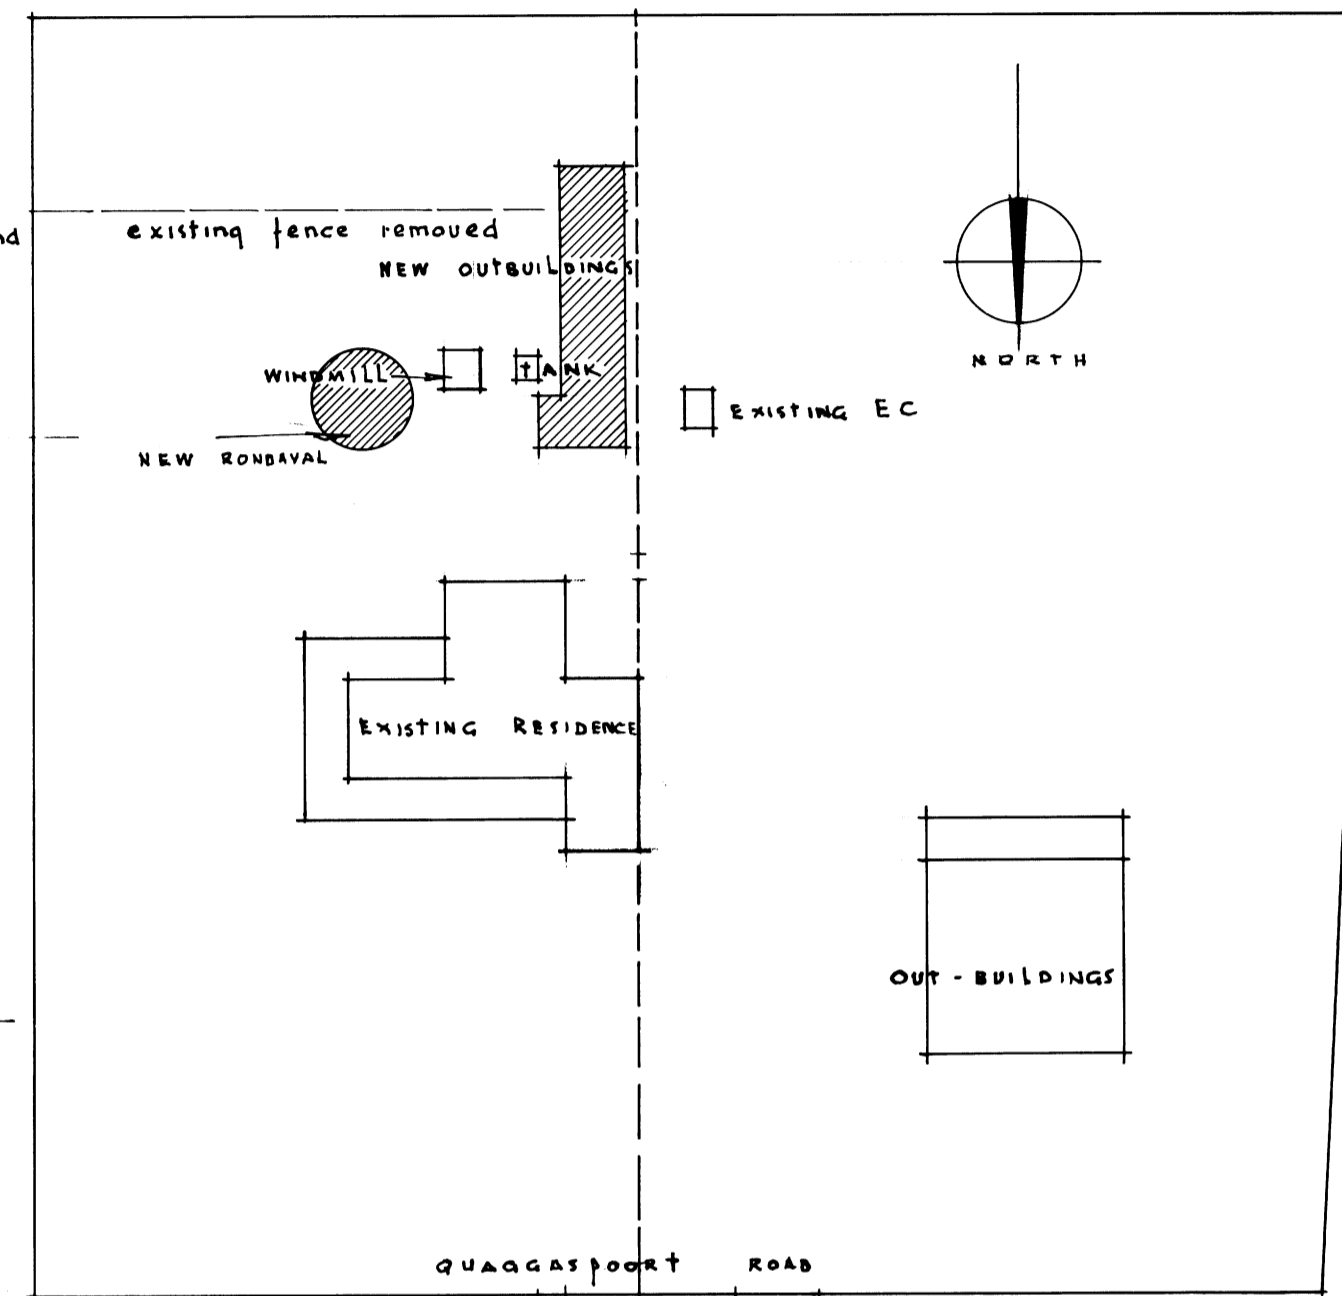 existing fence removed
NEW OUTBUILDINGS
NORTH
WINDMILL
TANK
EXISTING EC
NEW RONDAVAL
EXISTING RESIDENCE
OUT - BUILDINGS
QUAGGASPOORT ROAD